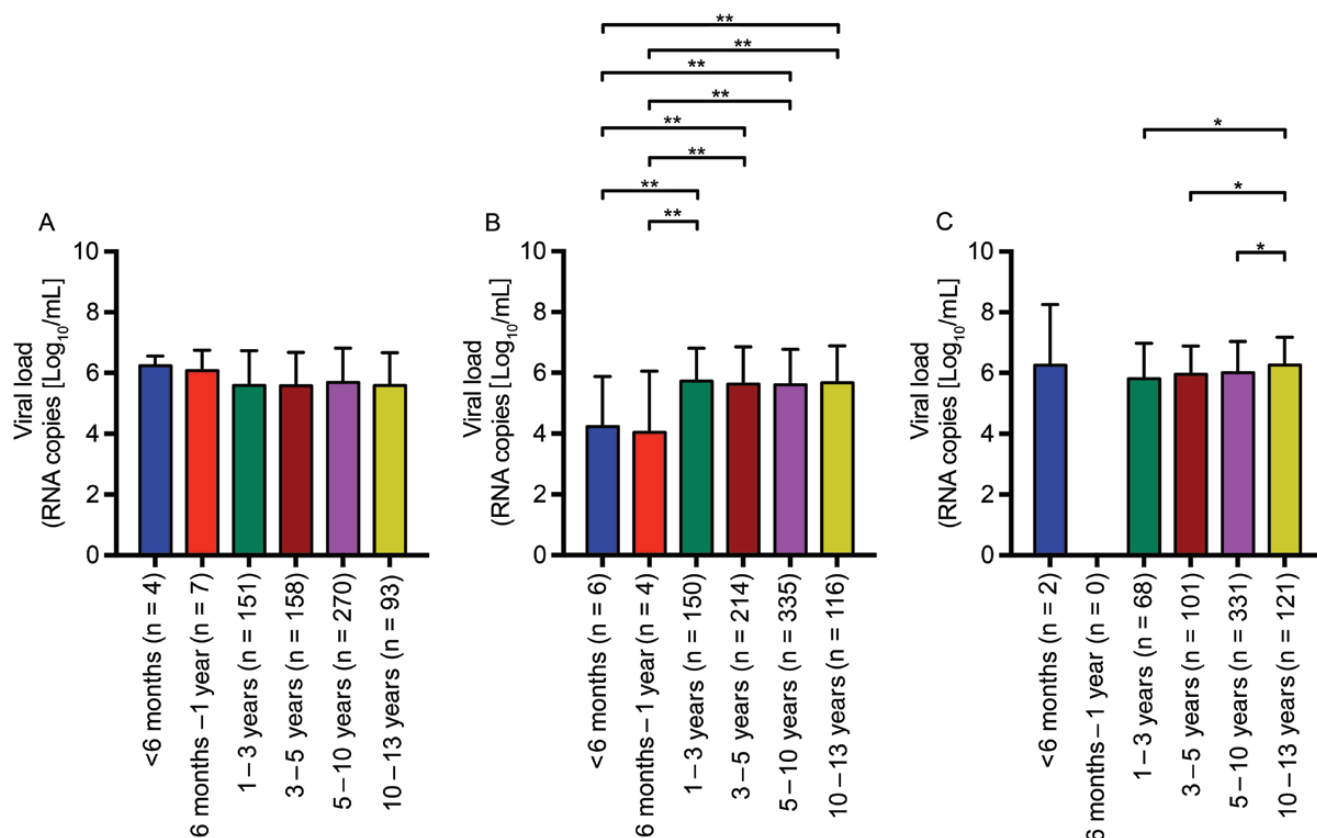 **
**
**
**
**
**
**
**
*
*
*
A
B
C
Viral load
(RNA copies [Log10/mL)
10
8
6
4
2
0
<6 months (n = 4)
6 months – 1 year (n = 7)
1 – 3 years (n = 151)
3 – 5 years (n = 158)
5 – 10 years (n = 270)
10 – 13 years (n = 93)
Viral load
(RNA copies [Log10/mL)
10
8
6
4
2
0
<6 months (n = 6)
6 months – 1 year (n = 4)
1 – 3 years (n = 150)
3 – 5 years (n = 214)
5 – 10 years (n = 335)
10 – 13 years (n = 116)
Viral load
(RNA copies [Log10/mL)
10
8
6
4
2
0
<6 months (n = 2)
6 months – 1 year (n = 0)
1 – 3 years (n = 68)
3 – 5 years (n = 101)
5 – 10 years (n = 331)
10 – 13 years (n = 121)